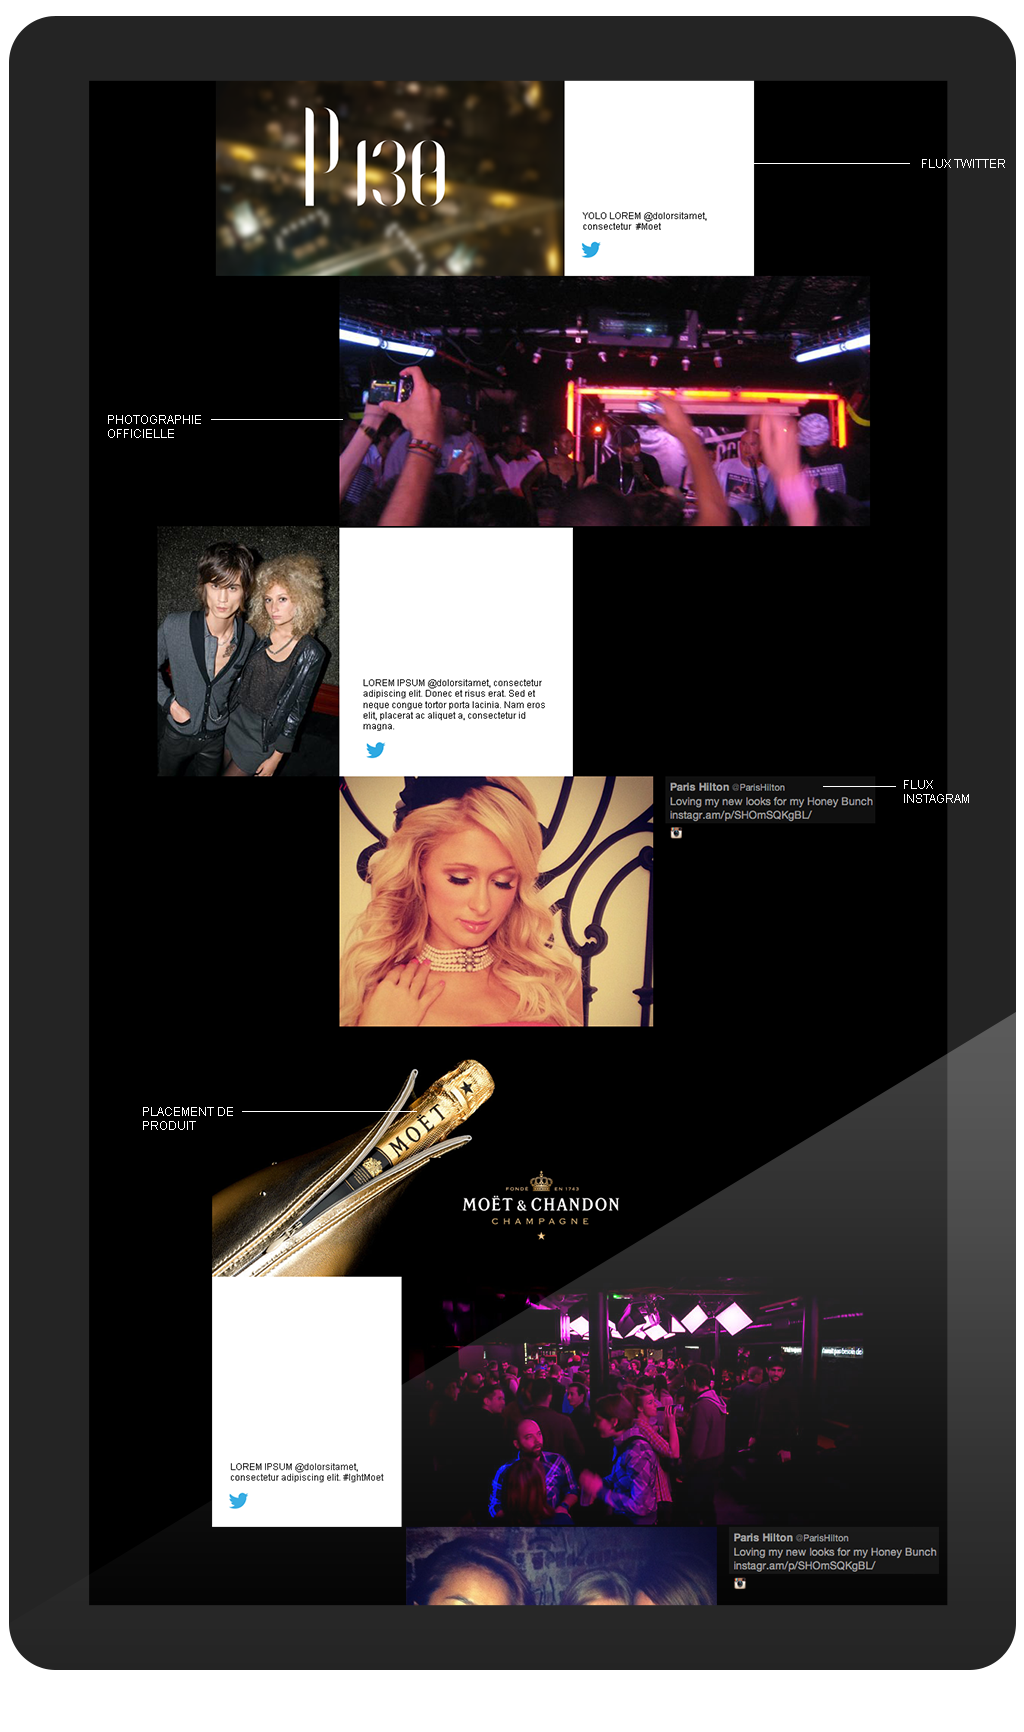 P130
FLUX TWITTER
YOLO LOREM @dolorsitamet,
consectetur #Moet
PHOTOGRAPHIE
OFFICIELLE
LOREM IPSUM @dolorsitamet, consectetur
adipiscing elit. Donec et risus erat. Sed et
neque congue tortor porta lacinia. Nam eros
elit, placerat ac aliquet a, consectetur id
magna.
Paris Hilton @ParisHilton
Loving my new looks for my Honey Bunch
instagr.am/p/SHOmSQKgBL/
FLUX
INSTAGRAM
PLACEMENT DE
PRODUIT
MOËT
FONDÉ EN 1743
MOËT & CHANDON
CHAMPAGNE
LOREM IPSUM @dolorsitamet,
consectetur adipiscing elit. #IghtMoet
Paris Hilton @ParisHilton
Loving my new looks for my Honey Bunch
instagr.am/p/SHOmSQKgBL/